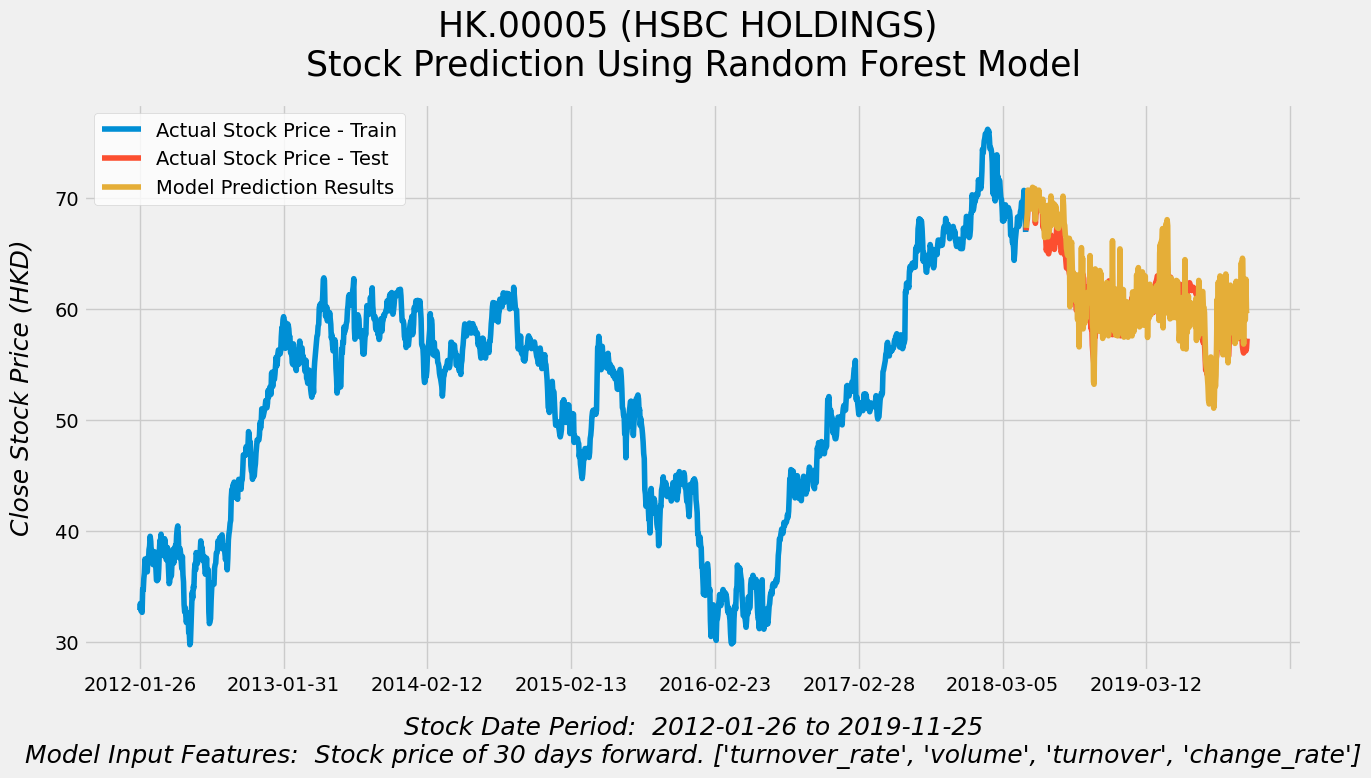 HK.00005 (HSBC HOLDINGS)
Stock Prediction Using Random Forest Model
Actual Stock Price - Train
Actual Stock Price - Test
Model Prediction Results
Close Stock Price (HKD)
70
60
50
40
30
2012-01-26
2013-01-31
2014-02-12
2015-02-13
2016-02-23
2017-02-28
2018-03-05
2019-03-12
Stock Date Period:  2012-01-26 to 2019-11-25
Model Input Features:  Stock price of 30 days forward. ['turnover_rate', 'volume', 'turnover', 'change_rate']